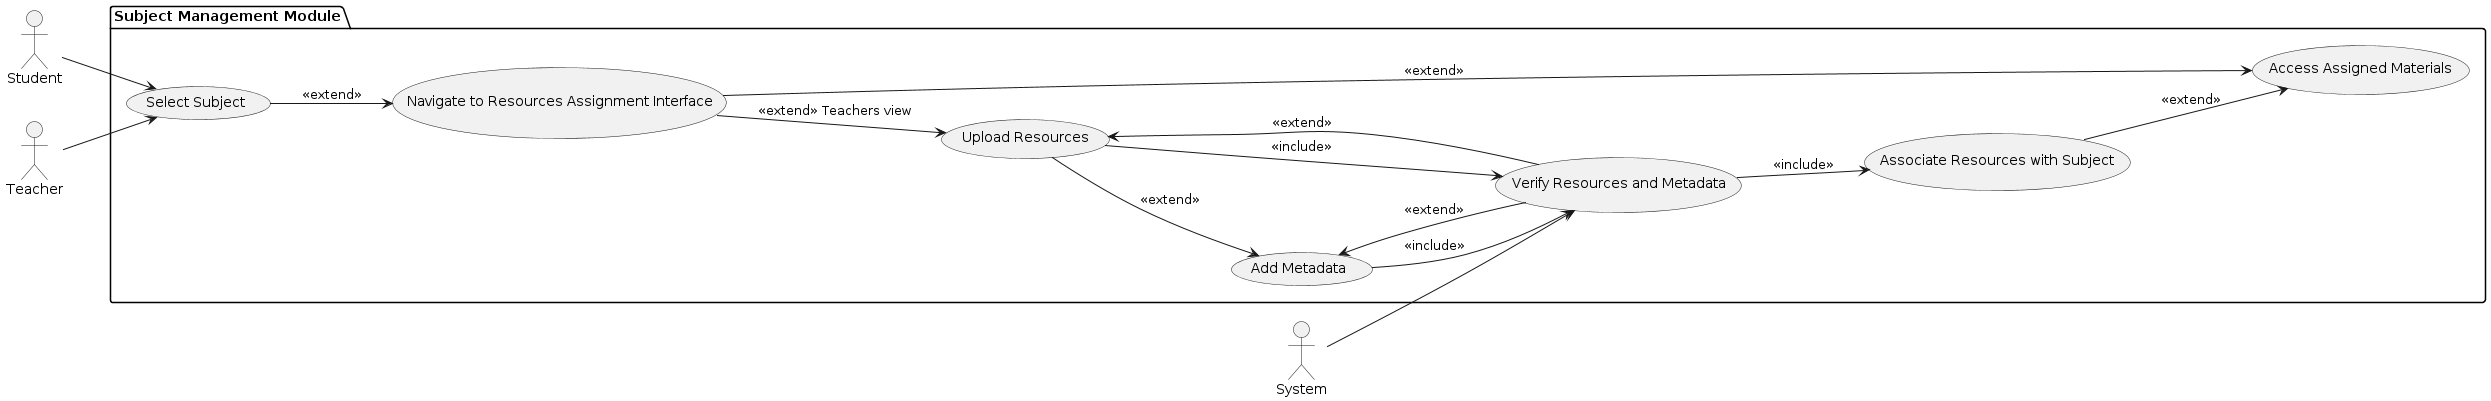 Subject Management Module
Student
Teacher
Select Subject
«extend»
Navigate to Resources Assignment Interface
«extend»
«extend» Teachers view
Upload Resources
«extend»
«include»
«extend»
«extend»
«include»
Add Metadata
Verify Resources and Metadata
«include»
Associate Resources with Subject
«extend»
Access Assigned Materials
System